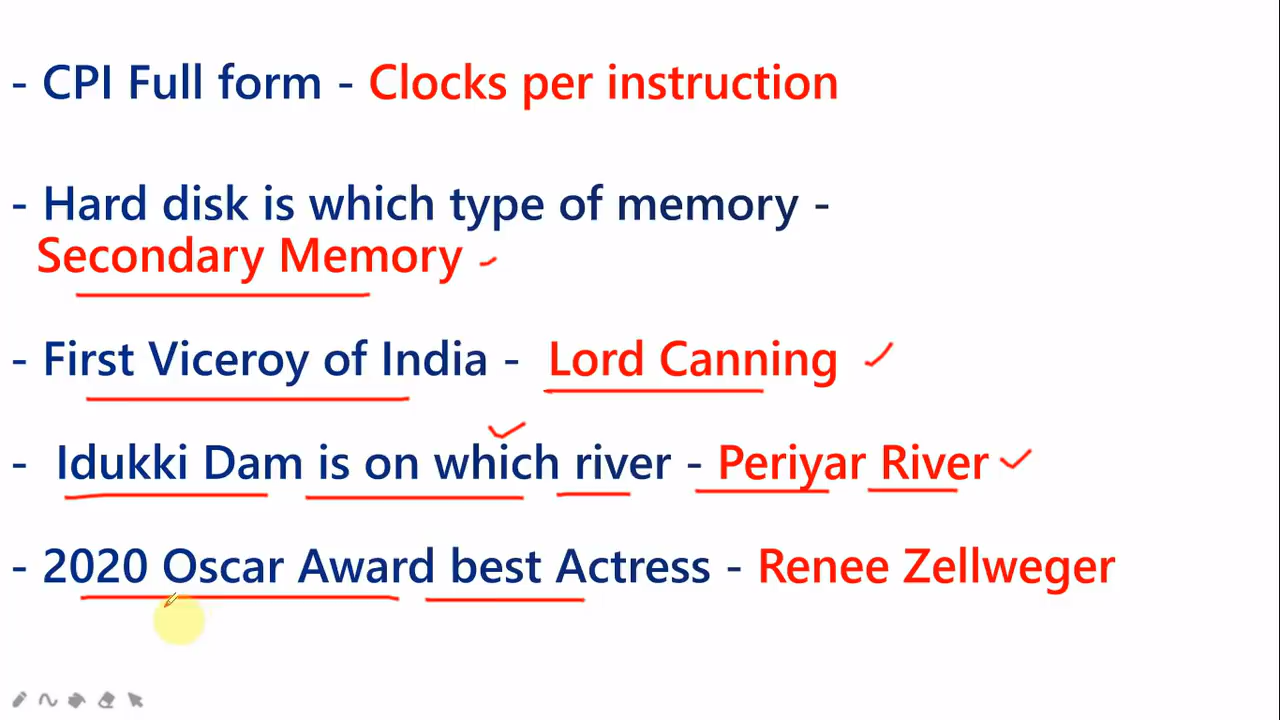 - CPI Full form - Clocks per instruction
- Hard disk is which type of memory -
Secondary Memory
- First Viceroy of India - Lord Canning
- Idukki Dam is on which river - Periyar River
- 2020 Oscar Award best Actress - Renee Zellweger